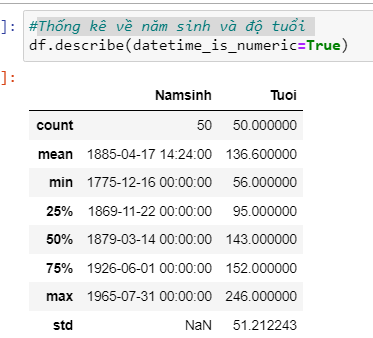 ]: #Thống kê về năm sinh và độ tuổi
df.describe(datetime_is_numeric=True)
]:
Namsinh Tuoi
count 50 50.000000
mean 1885-04-17 14:24:00 136.600000
min 1775-12-16 00:00:00 56.000000
25% 1869-11-22 00:00:00 95.000000
50% 1879-03-14 00:00:00 143.000000
75% 1926-06-01 00:00:00 152.000000
max 1965-07-31 00:00:00 246.000000
std NaN 51.212243